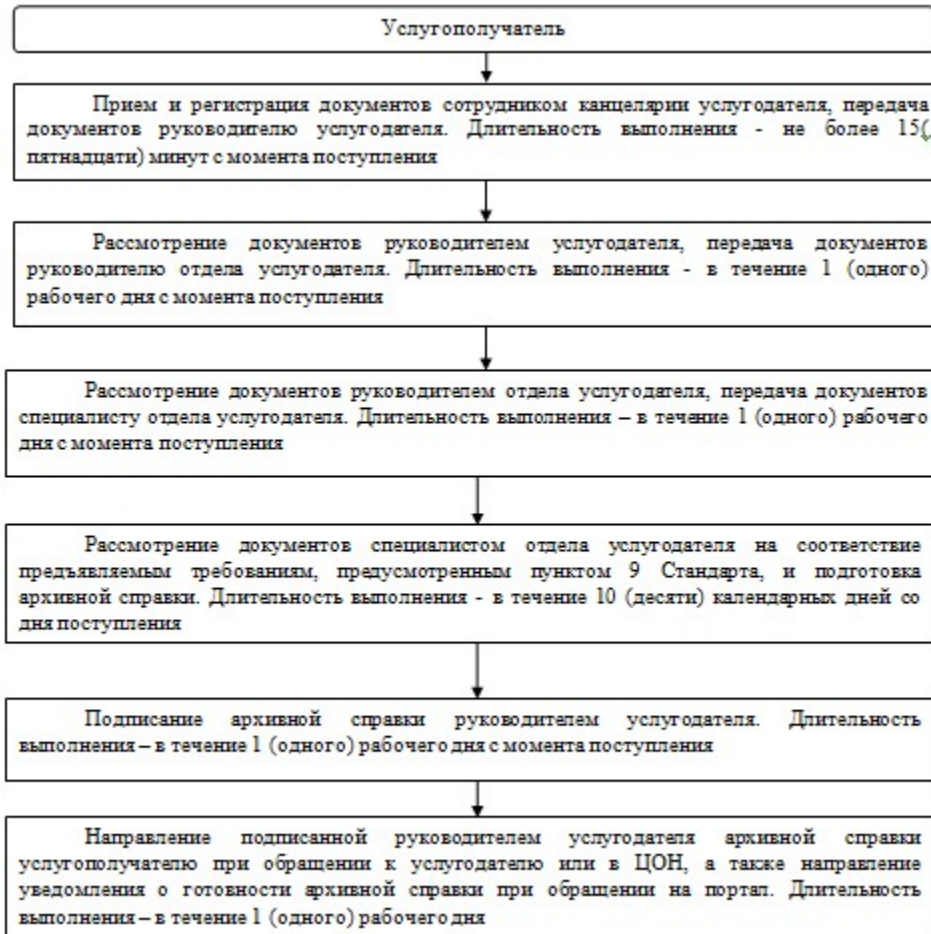 Услугополучатель
Прием и регистрация документов сотрудником канцелярии услугодателя, передача
документов руководителю услугодателя. Длительность выполнения - не более 15(
пятнадцати) минут с момента поступления
Рассмотрение документов руководителем услугодателя, передача документов
руководителю отдела услугодателя. Длительность выполнения - в течение 1 (одного)
рабочего дня с момента поступления
Рассмотрение документов руководителем отдела услугодателя, передача документов
специалисту отдела услугодателя. Длительность выполнения – в течение 1 (одного) рабочего
дня с момента поступления
Рассмотрение документов специалистом отдела услугодателя на соответствие
предъявляемым требованиям, предусмотренным пунктом 9 Стандарта, и подготовка
архивной справки. Длительность выполнения - в течение 10 (десяти) календарных дней со
дня поступления
Подписание архивной справки руководителем услугодателя. Длительность
выполнения – в течение 1 (одного) рабочего дня с момента поступления
Направление подписанной руководителем услугодателя архивной справки
услугополучателю при обращении к услугодателю или в ЦОН, а также направление
уведомления о готовности архивной справки при обращении на портал. Длительность
выполнения – в течение 1 (одного) рабочего дня